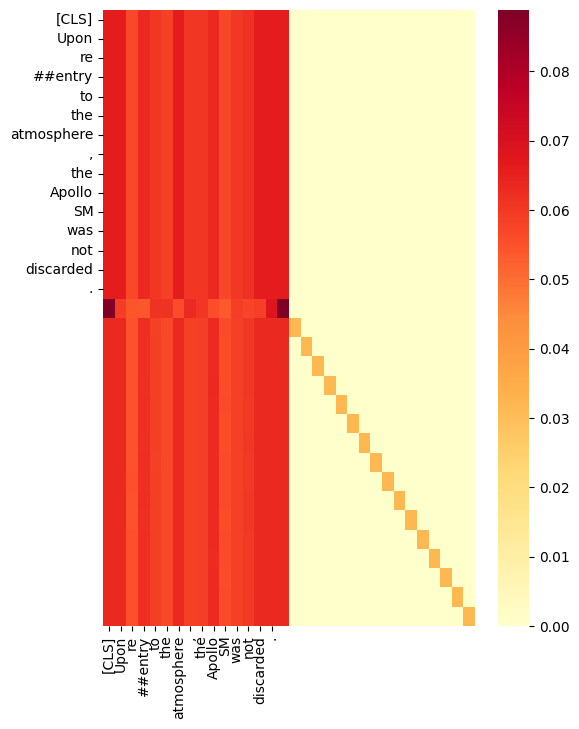 [CLS]
Upon
re
##entry
to
the
atmosphere
,
the
Apollo
SM
was
not
discarded
.
0.08
0.07
0.06
0.05
0.04
0.03
0.02
0.01
0.00
[CLS]
Upon
re
##entry
to
the
atmosphere
,
the
Apollo
SM
was
not
discarded
.